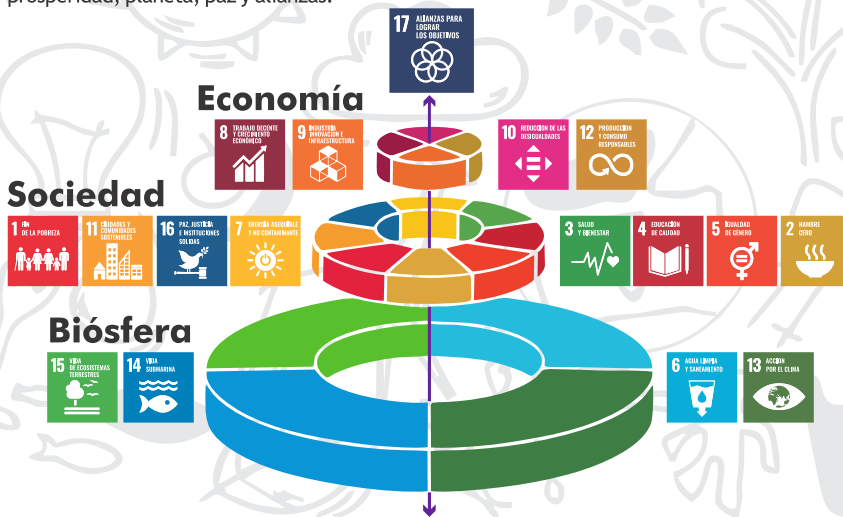 prosperidad, planeta, paz y alianzas.
17 ALIANZAS PARA
LOGRAR
LOS OBJETIVOS
Economía
8 TRABAJO DECENTE
Y CRECIMIENTO
ECONÓMICO
9 INDUSTRIA
INNOVACIÓN E
INFRAESTRUCTURA
10 REDUCCIÓN DE LAS
DESIGUALDADES
12 PRODUCCIÓN
Y CONSUMO
RESPONSABLES
Sociedad
1 FIN
DE LA POBREZA
11 CIUDADES Y
COMUNIDADES
SOSTENIBLES
16 PAZ, JUSTICIA
E INSTITUCIONES
SOLIDAS
7 ENERGÍA ASEQUIBLE
Y NO CONTAMINANTE
3 SALUD
Y BIENESTAR
4 EDUCACIÓN
DE CALIDAD
5 IGUALDAD
DE GÉNERO
2 HAMBRE
CERO
Biósfera
15 VIDA
DE ECOSISTEMAS
TERRESTRES
14 VIDA
SUBMARINA
6 AGUA LIMPIA
Y SANEAMIENTO
13 ACCIÓN
POR EL CLIMA